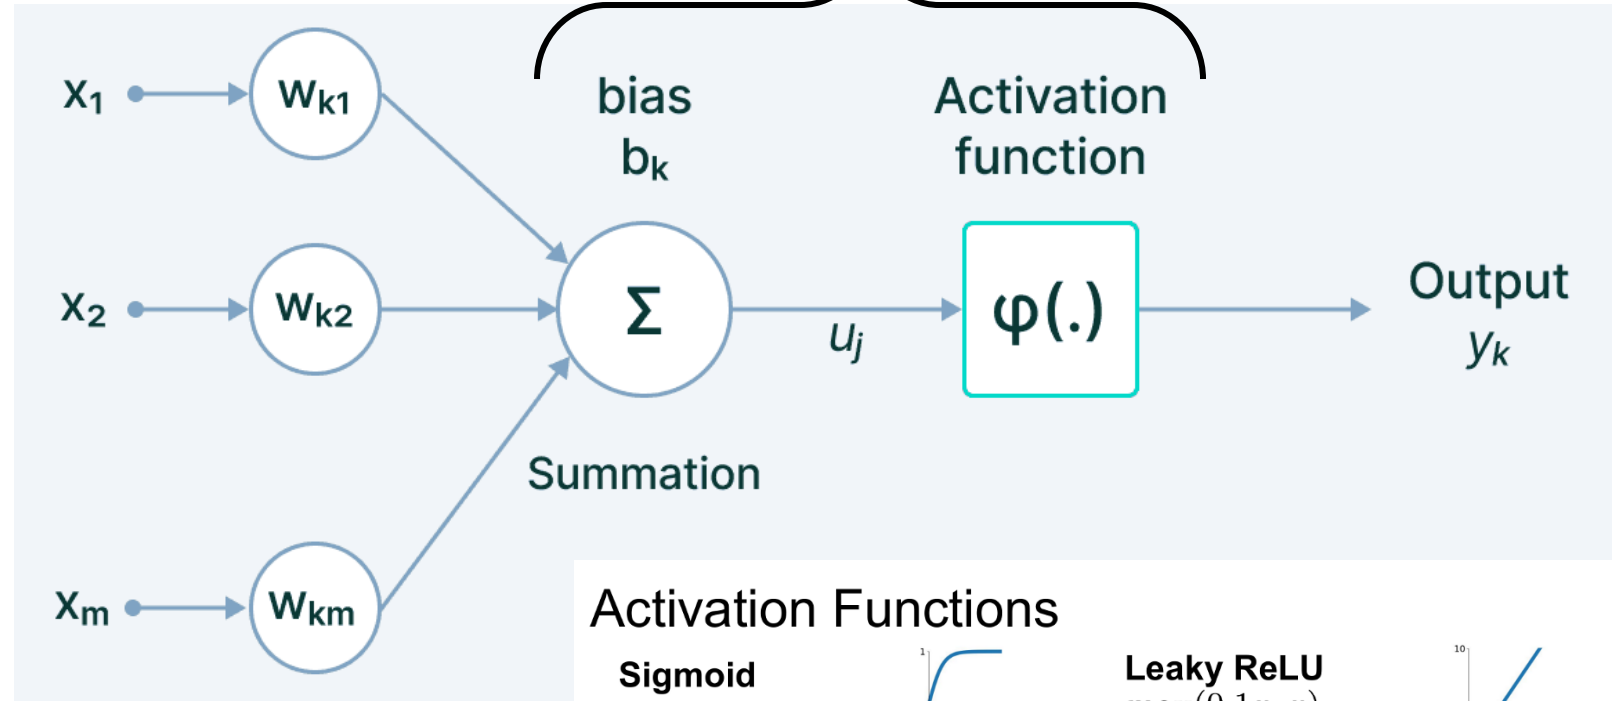 x₁
wₖ₁
bias
bₖ
Activation
function
x₂
wₖ₂
Σ
uⱼ
φ(.)
Output
yₖ
Summation
xₘ
wₖₘ
Activation Functions
Sigmoid
1
Leaky ReLU
10